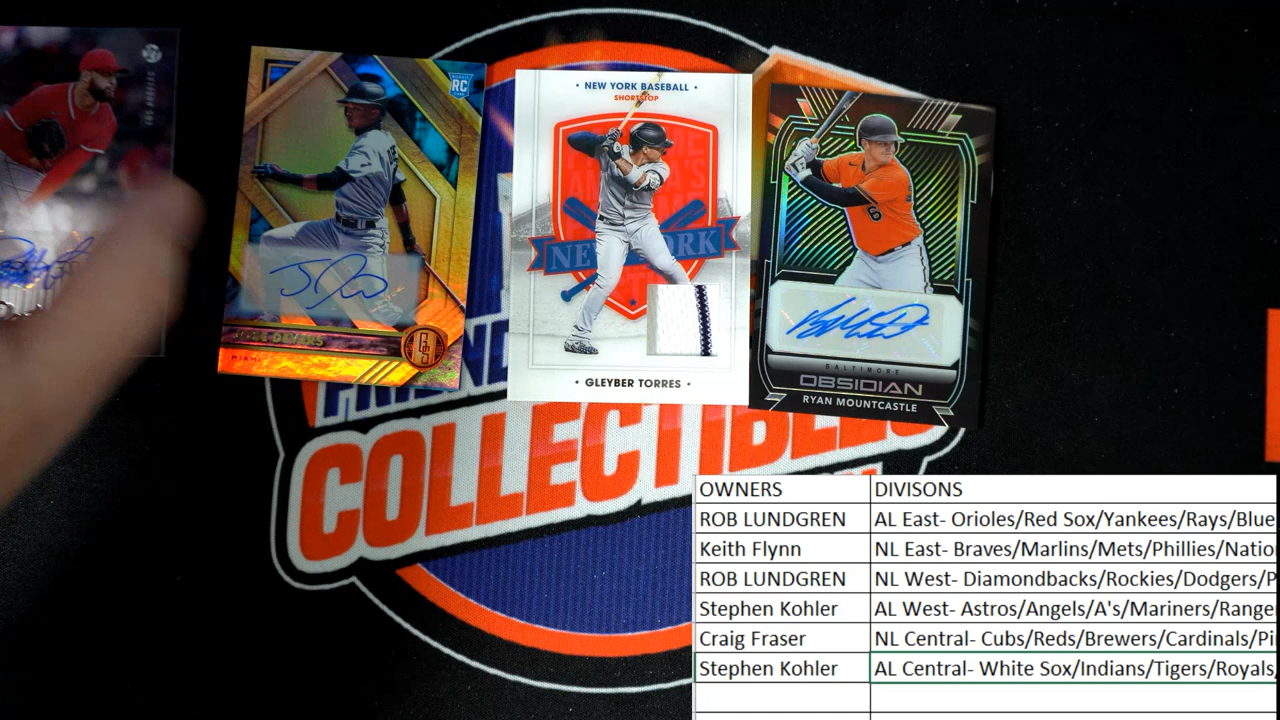 RC
MIAMI
• NEW YORK BASEBALL •
SHORTSTOP
NEW YORK
• GLEYBER TORRES •
6
BALTIMORE
OBSIDIAN
RYAN MOUNTCASTLE
COLLECTIBLES
OWNERS DIVISONS
ROB LUNDGREN AL East- Orioles/Red Sox/Yankees/Rays/Blue
Keith Flynn NL East- Braves/Marlins/Mets/Phillies/Natio
ROB LUNDGREN NL West- Diamondbacks/Rockies/Dodgers/P
Stephen Kohler AL West- Astros/Angels/A's/Mariners/Range
Craig Fraser NL Central- Cubs/Reds/Brewers/Cardinals/Pi
Stephen Kohler AL Central- White Sox/Indians/Tigers/Royals/